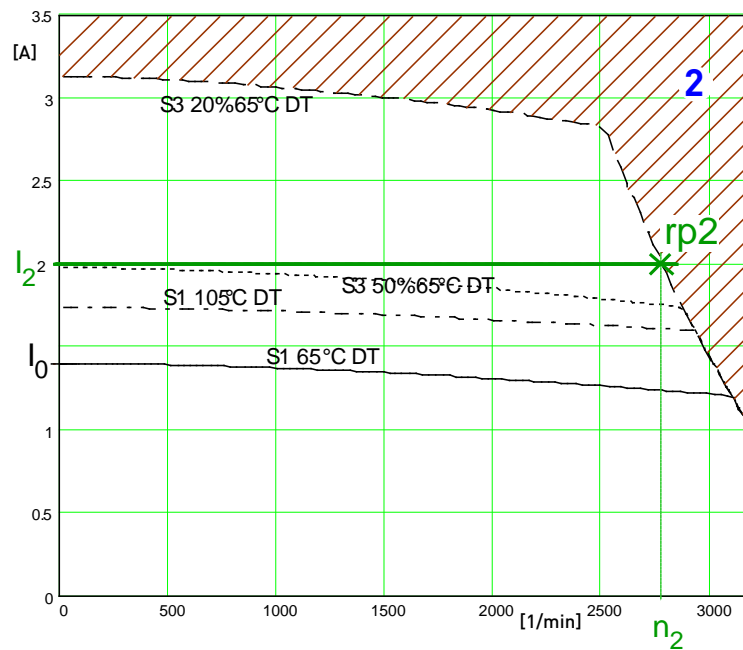 3.5
[A]
2
3
S3 20%65°C DT
2.5
rp2
I2 2
S3 50%65°C DT
S1 105°C DT
I0
S1 65°C DT
1
0.5
0
0 500 1000 1500 2000 2500 3000
[1/min]
n2